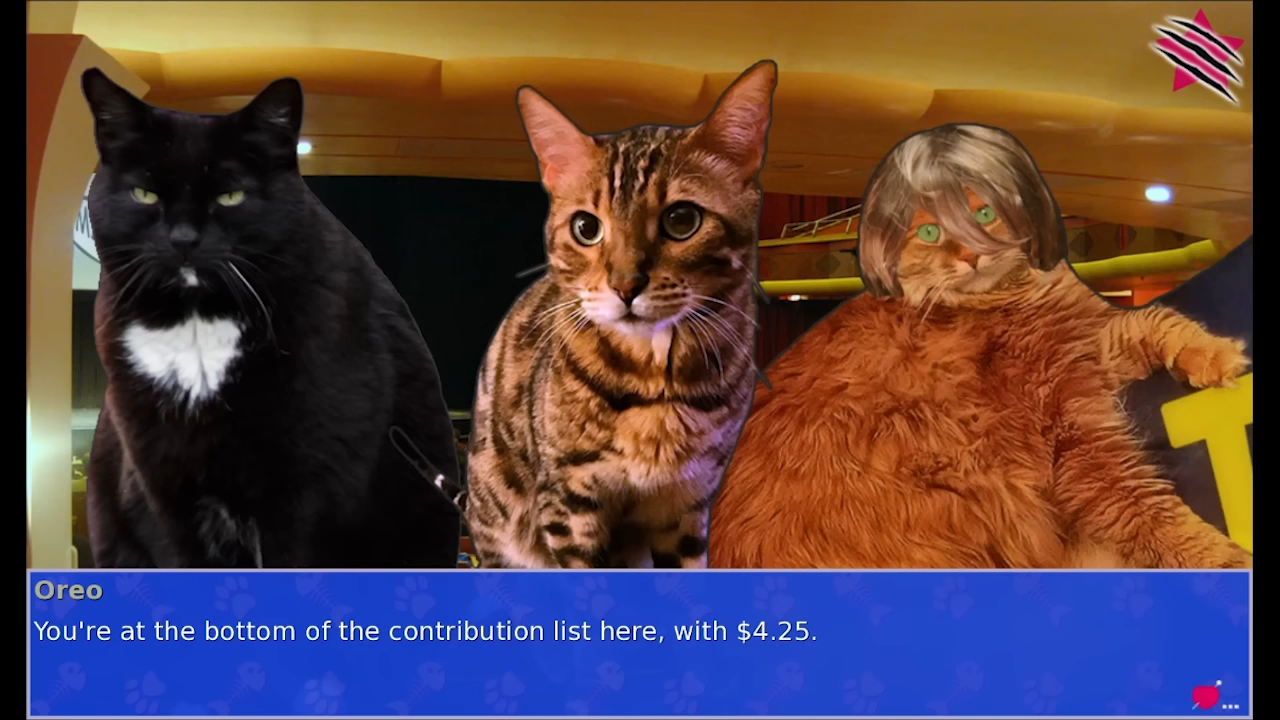 M
T
Oreo
You're at the bottom of the contribution list here, with $4.25.
...